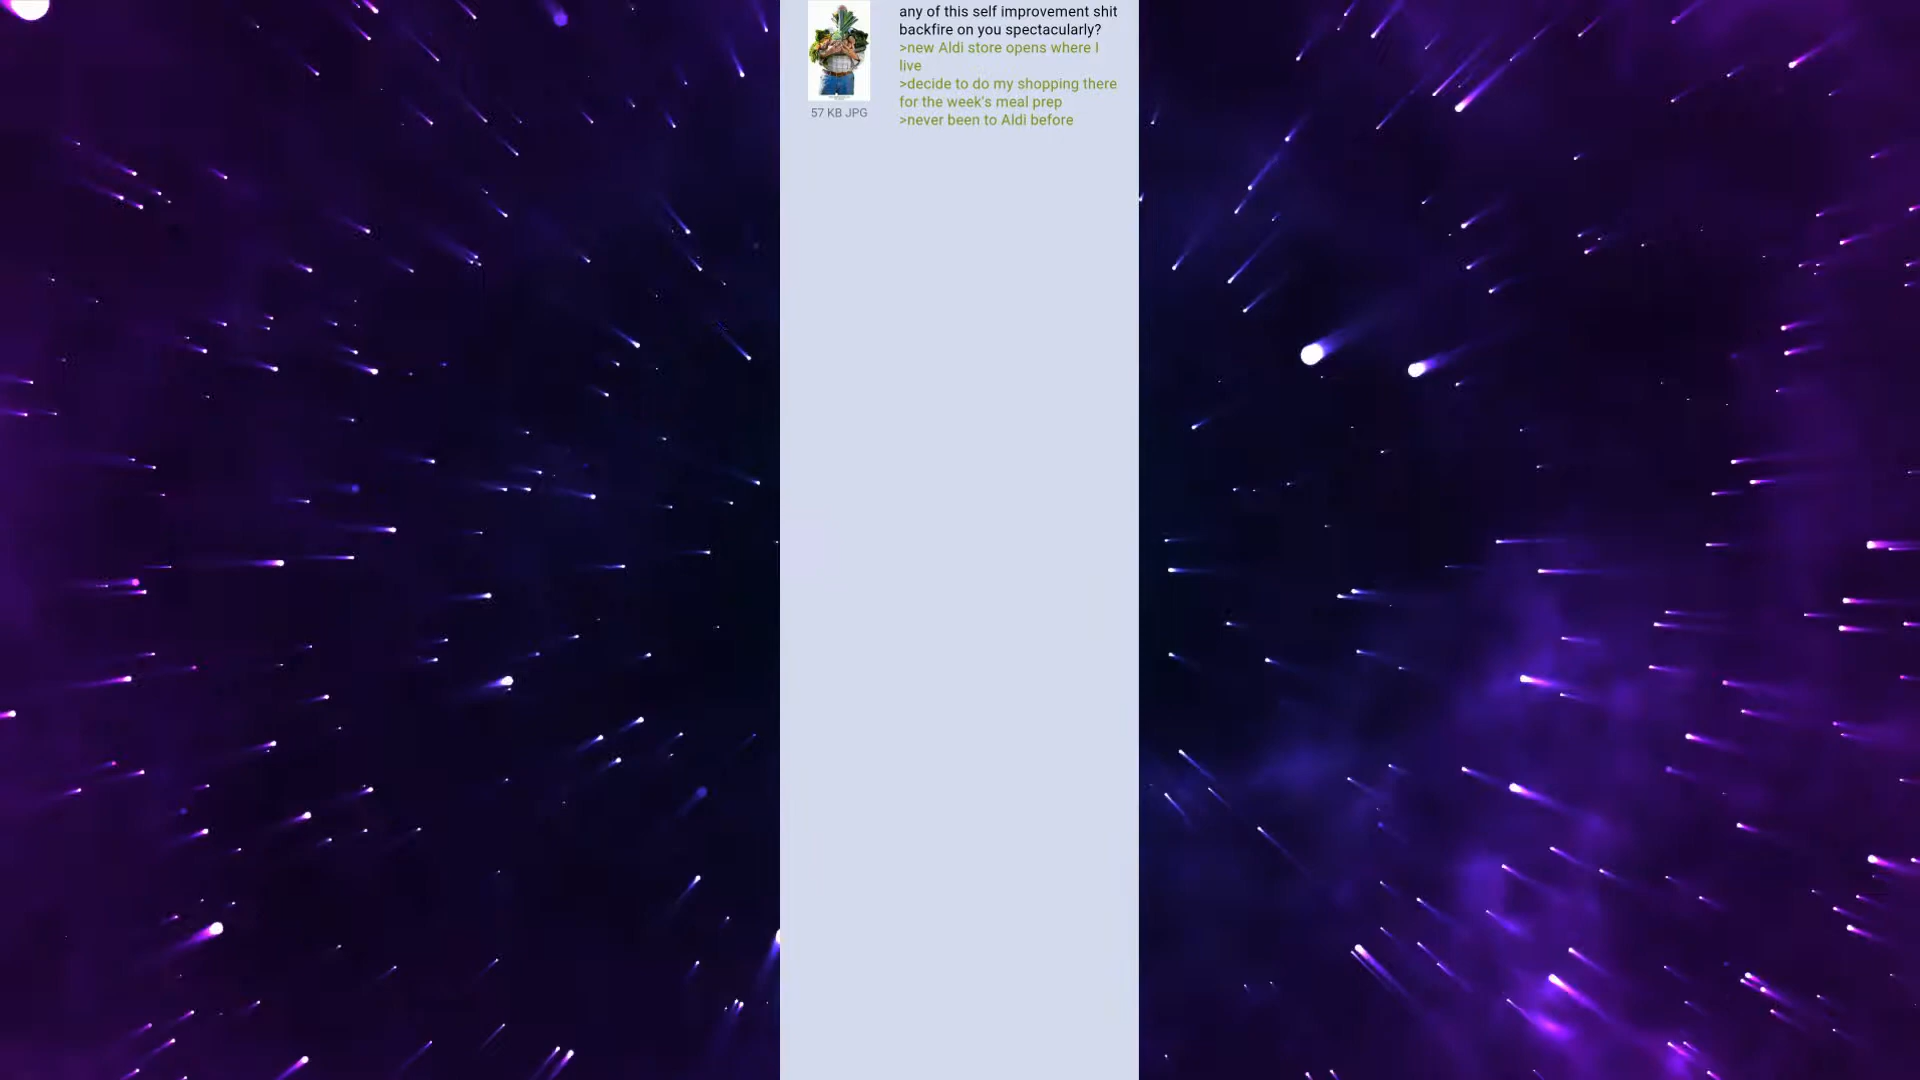 any of this self improvement shit
backfire on you spectacularly?
>new Aldi store opens where I
live
>decide to do my shopping there
for the week's meal prep
>never been to Aldi before
57 KB JPG